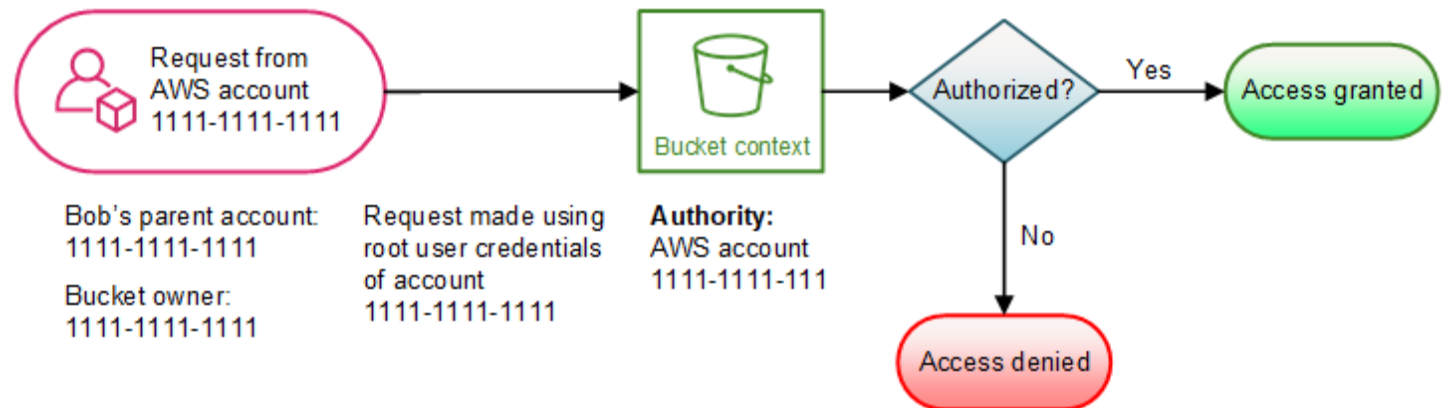 Request from
AWS account
1111-1111-1111
Bucket context
Authorized?
Yes
Access granted
Bob's parent account:
1111-1111-1111
Bucket owner:
1111-1111-1111
Request made using
root user credentials
of account
1111-1111-1111
Authority:
AWS account
1111-1111-111
No
Access denied